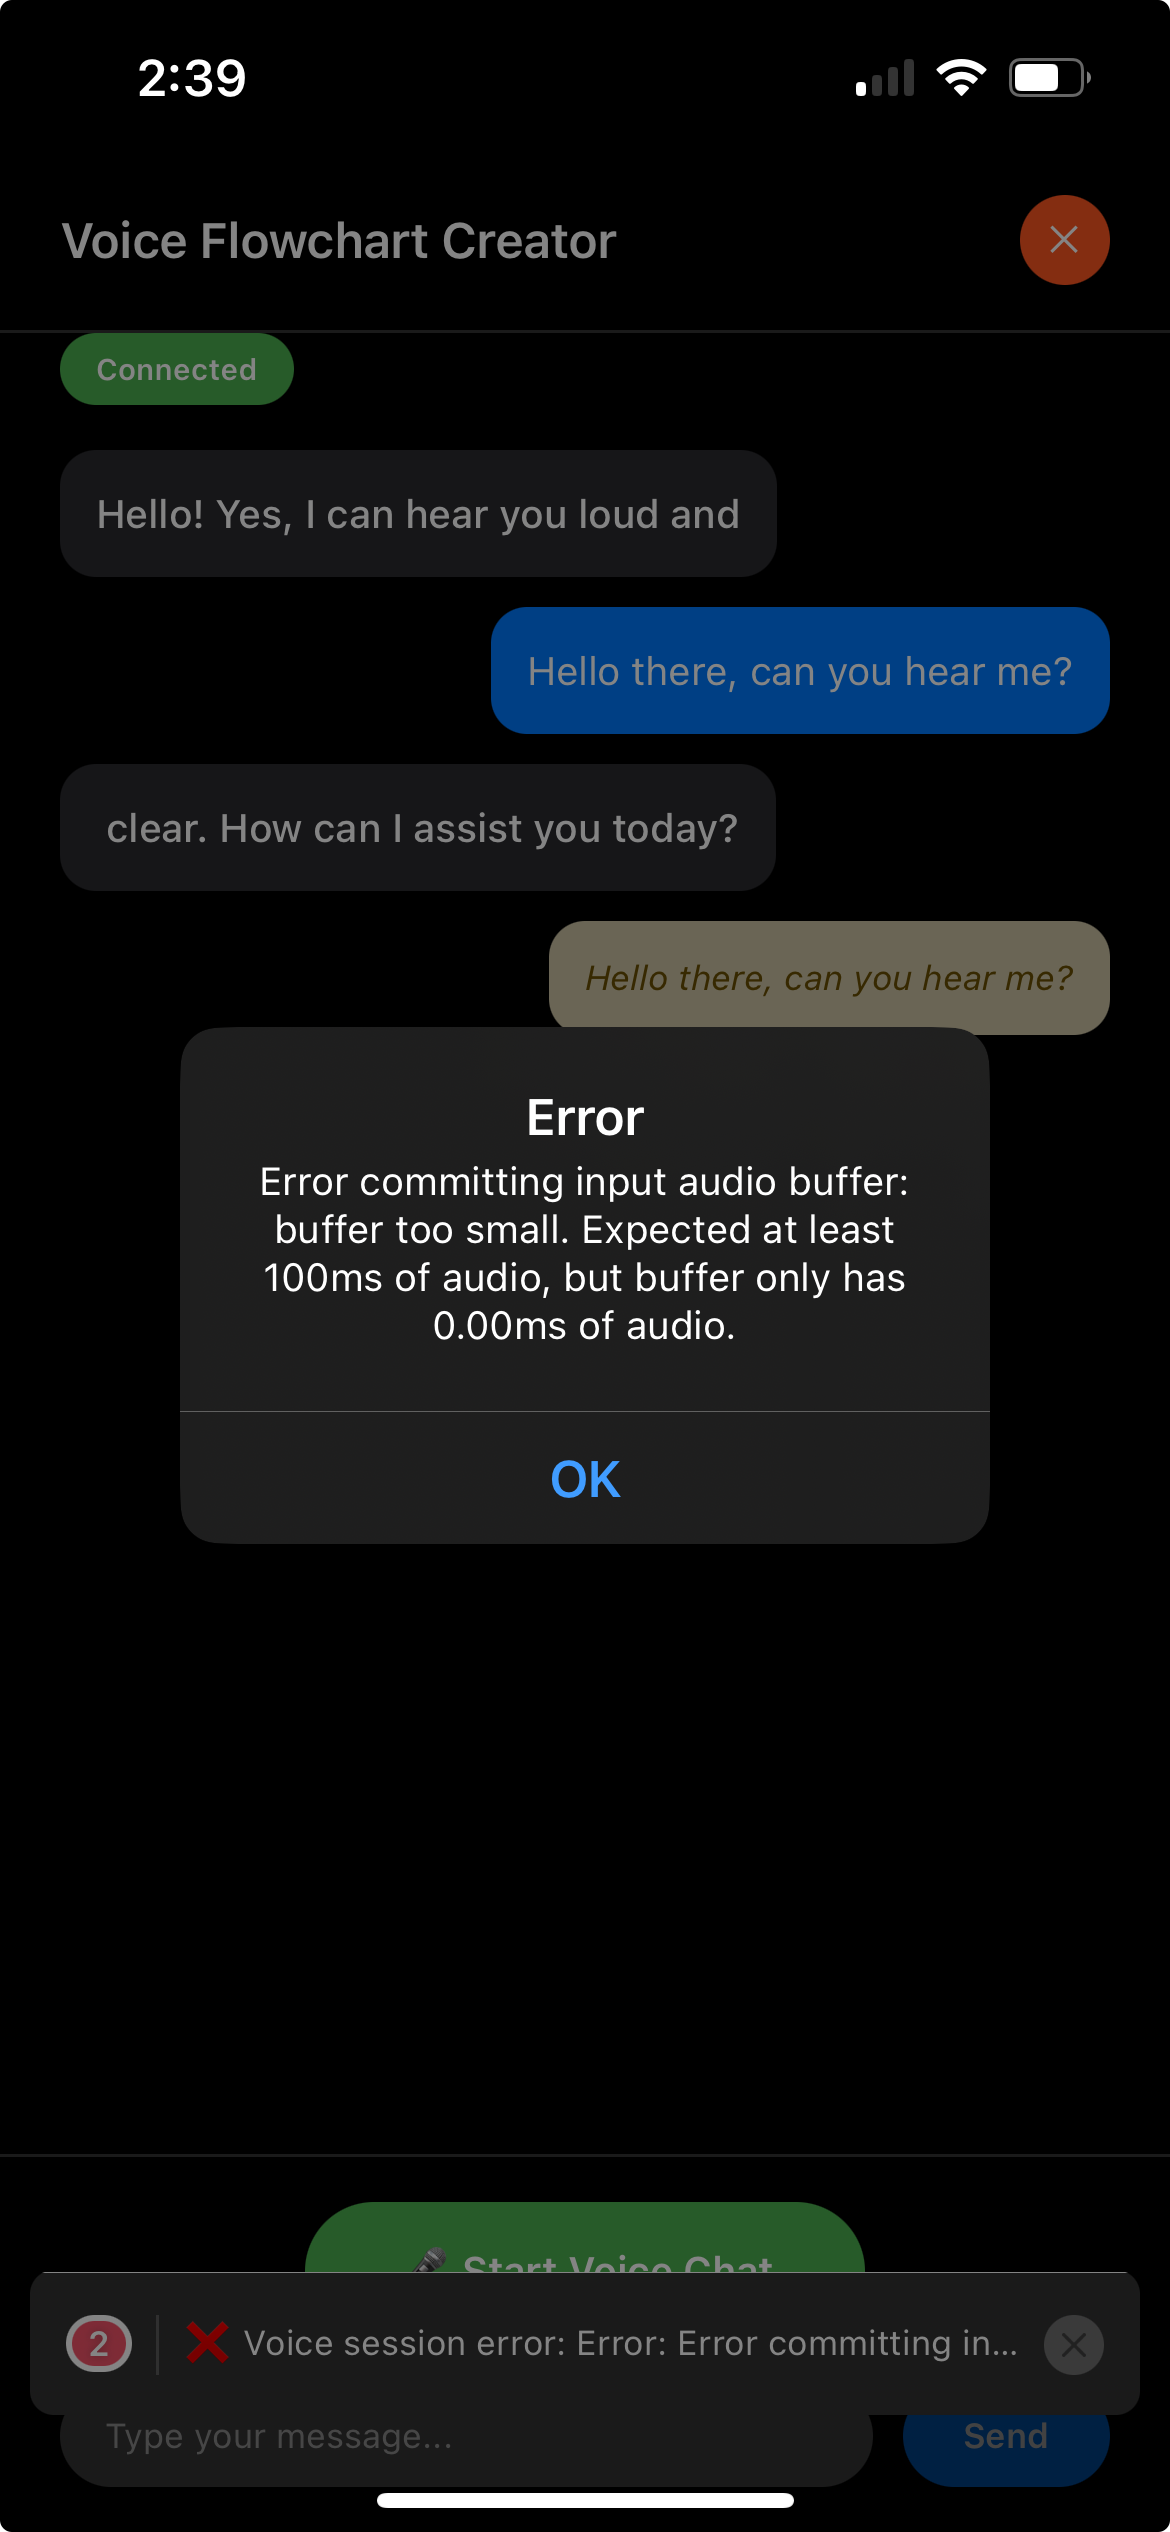 2:39
Voice Flowchart Creator
Connected
Hello! Yes, I can hear you loud and
Hello there, can you hear me?
clear. How can I assist you today?
Hello there, can you hear me?
Error
Error committing input audio buffer:
buffer too small. Expected at least
100ms of audio, but buffer only has
0.00ms of audio.
OK
Start Voice Chat
2
Voice session error: Error: Error committing in...
Type your message...
Send